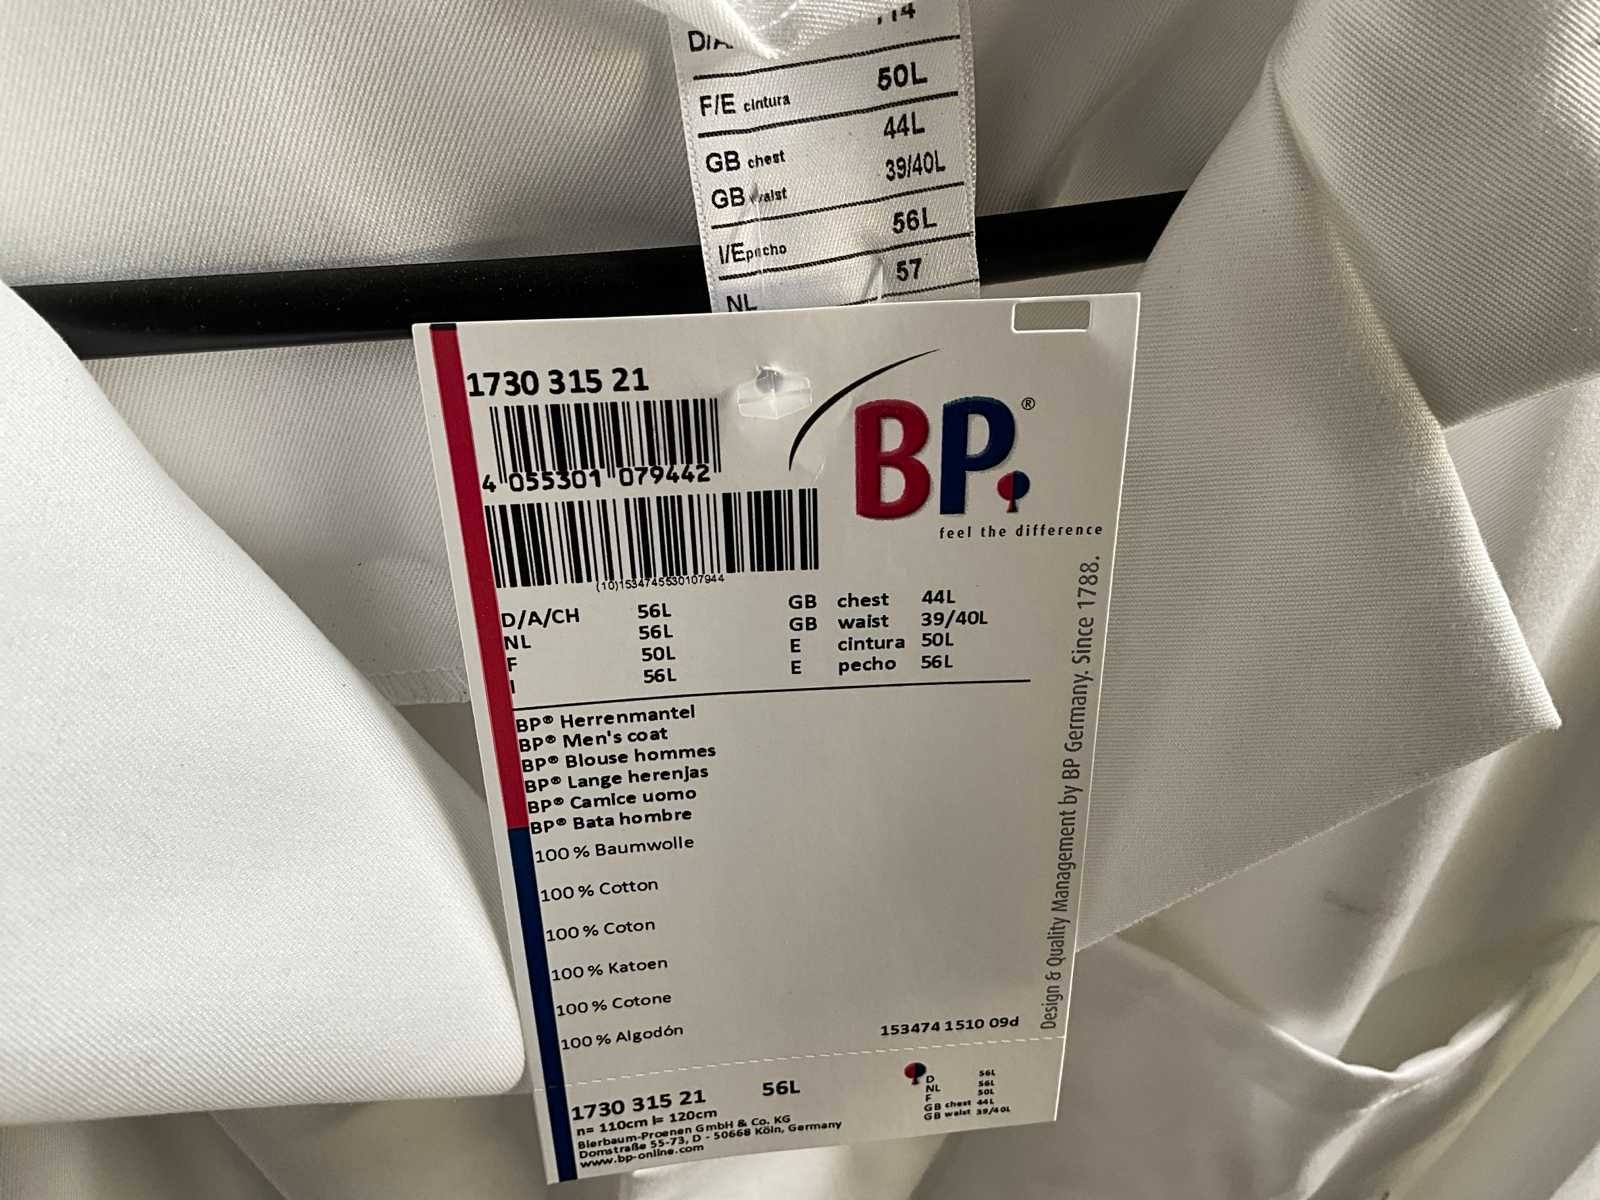 114
D/A
F/E cintura 50L
GB chest 44L
GB waist 39/40L
I/E pecho 56L
NL 57
1730 315 21
4 055301 079442
(10)1534745530107944
BP®
feel the difference
D/A/CH 56L GB chest 44L
NL 56L GB waist 39/40L
F 50L E cintura 50L
I 56L E pecho 56L
BP® Herrenmantel
BP® Men's coat
BP® Blouse hommes
BP® Lange herenjas
BP® Camice uomo
BP® Bata hombre
100 % Baumwolle
100 % Cotton
100 % Coton
100 % Katoen
100 % Cotone
100 % Algodón
153474 1510 09d
Design & Quality Management by BP Germany. Since 1788.
1730 315 21 56L
n= 110cm l= 120cm
Bierbaum-Proenen GmbH & Co. KG
Domstraße 55-73, D - 50668 Köln, Germany
www.bp-online.com
D 56L
NL 56L
F 50L
GB chest 44L
GB waist 39/40L